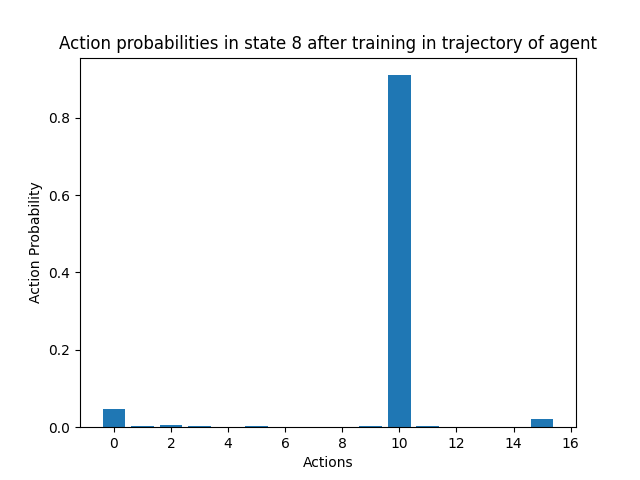 Action probabilities in state 8 after training in trajectory of agent
0.8
0.6
0.4
0.2
0.0
Action Probability
0 2 4 6 8 10 12 14 16
Actions